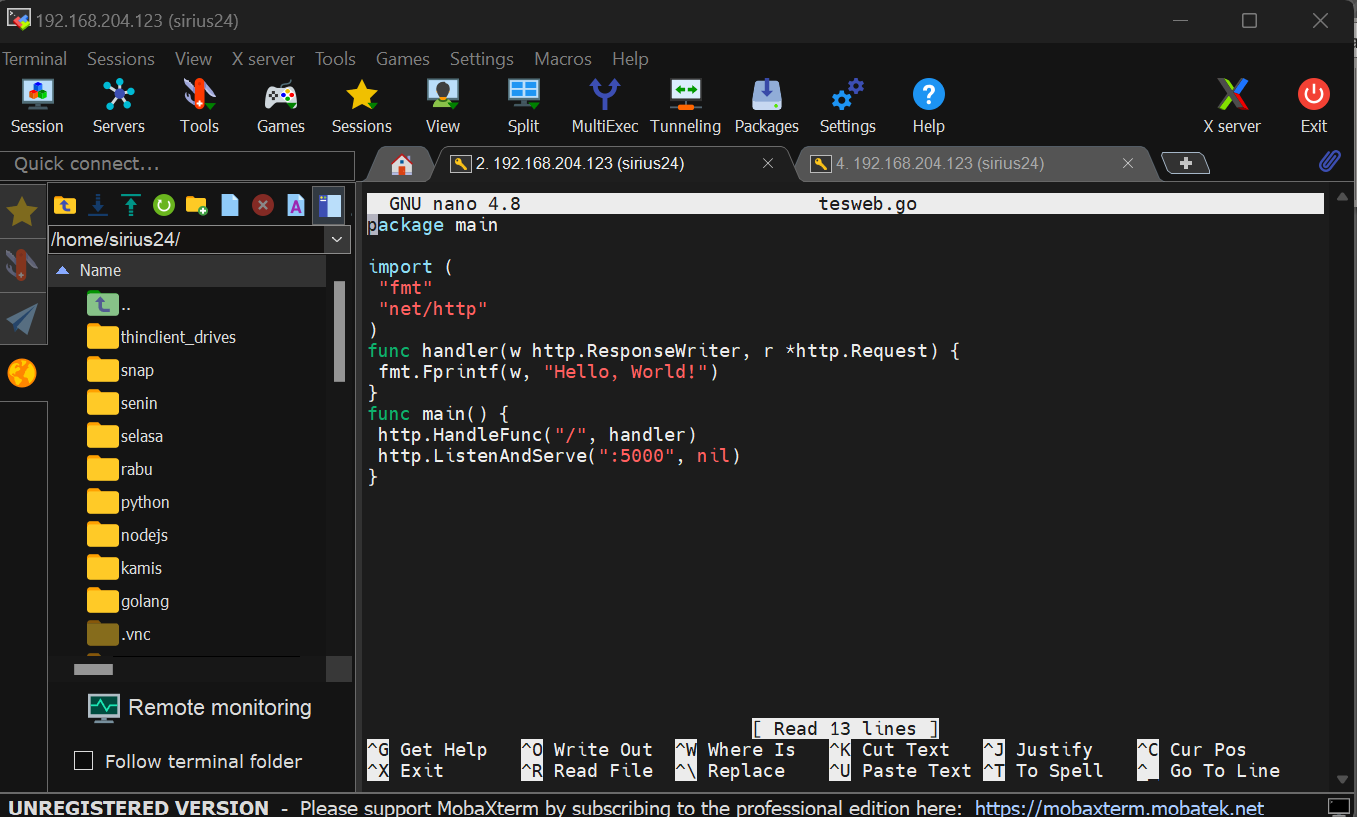 192.168.204.123 (sirius24)
Terminal Sessions View X server Tools Games Settings Macros Help
Session Servers Tools Games Sessions View Split MultiExec Tunneling Packages Settings Help X server Exit
Quick connect...
2. 192.168.204.123 (sirius24)
4. 192.168.204.123 (sirius24)
/home/sirius24/
Name
..
thinclient_drives
snap
senin
selasa
rabu
python
nodejs
kamis
golang
.vnc
Remote monitoring
Follow terminal folder
GNU nano 4.8 tesweb.go
package main
import (
"fmt"
"net/http"
)
func handler(w http.ResponseWriter, r *http.Request) {
fmt.Fprintf(w, "Hello, World!")
}
func main() {
http.HandleFunc("/", handler)
http.ListenAndServe(":5000", nil)
}
[ Read 13 lines ]
^G Get Help ^O Write Out ^W Where Is ^K Cut Text ^J Justify ^C Cur Pos
^X Exit ^R Read File ^\ Replace ^U Paste Text ^T To Spell ^_ Go To Line
UNREGISTERED VERSION - Please support MobaXterm by subscribing to the professional edition here: https://mobaxterm.mobatek.net